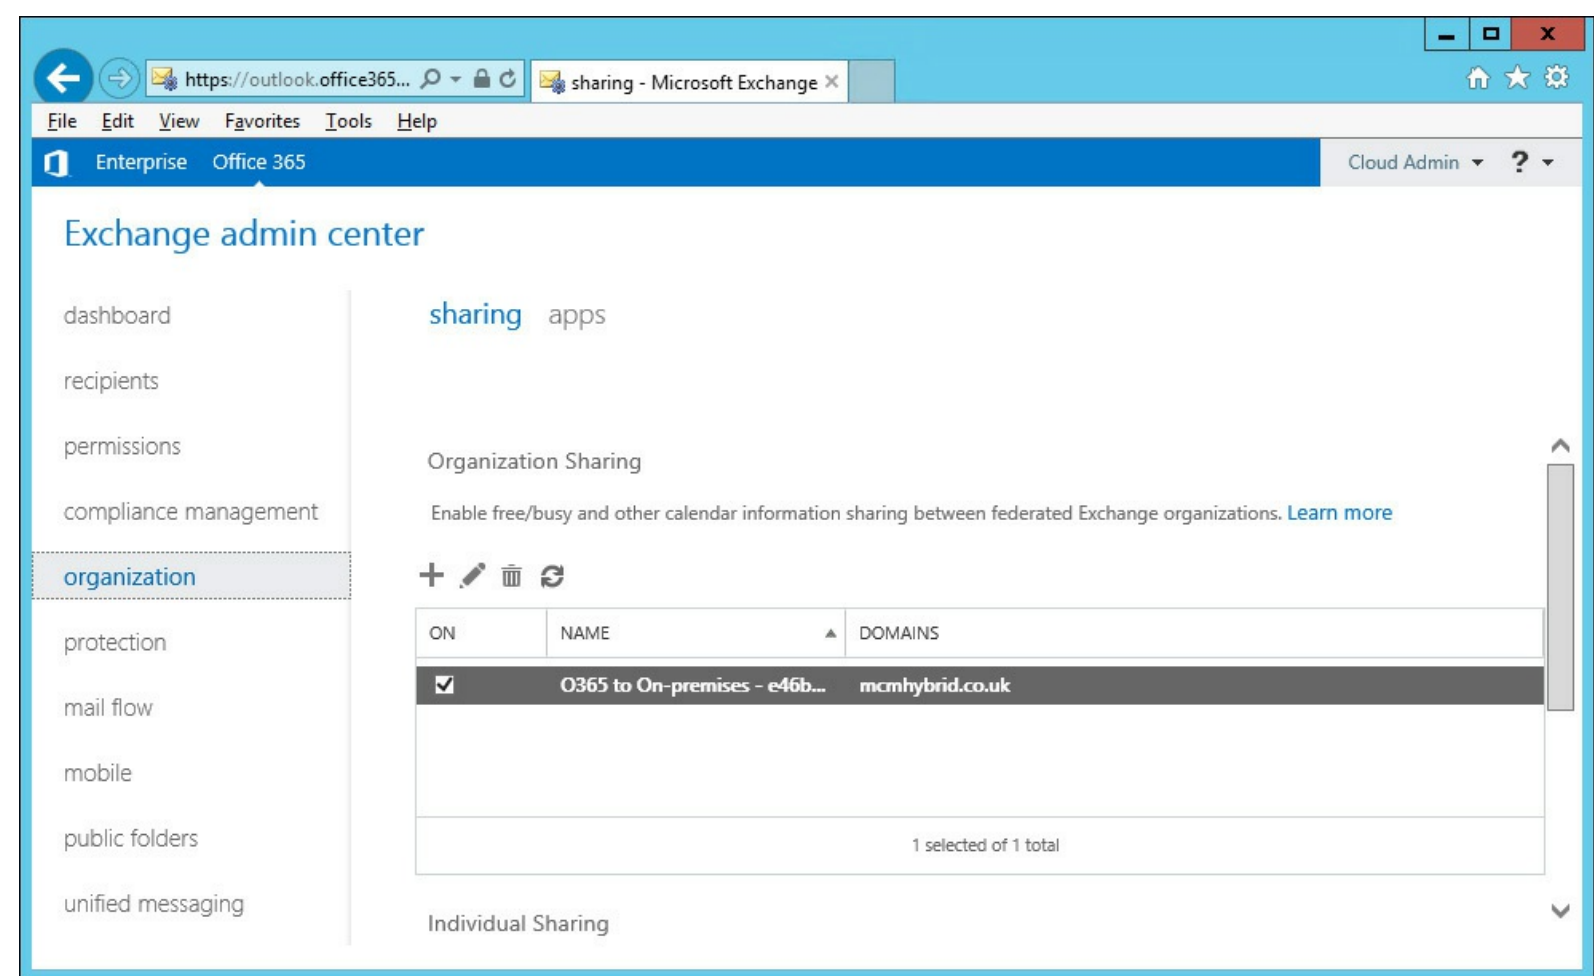 https://outlook.office365... sharing - Microsoft Exchange
File Edit View Favorites Tools Help
Enterprise Office 365 Cloud Admin ?
Exchange admin center
dashboard
recipients
permissions
compliance management
organization
protection
mail flow
mobile
public folders
unified messaging
sharing apps
Organization Sharing
Enable free/busy and other calendar information sharing between federated Exchange organizations. Learn more
ON NAME DOMAINS
O365 to On-premises - e46b... mcmhybrid.co.uk
1 selected of 1 total
Individual Sharing